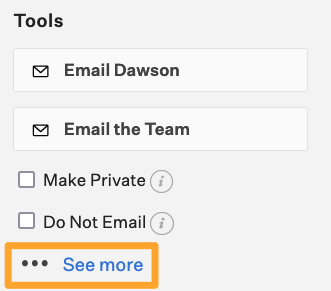 Tools
Email Dawson
Email the Team
Make Private i
Do Not Email i
••• See more